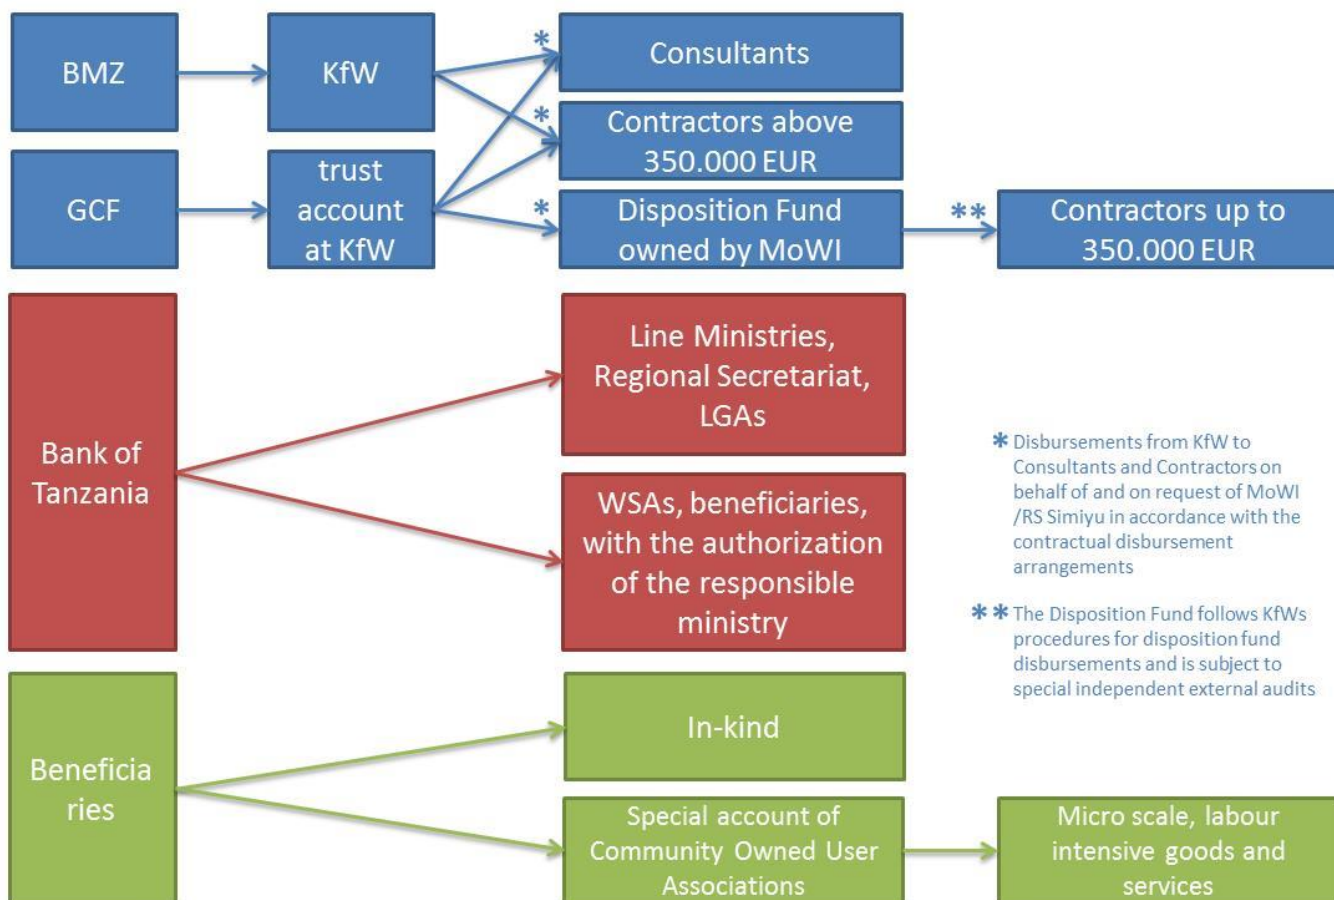 BMZ
KfW
*
Consultants
*
Contractors above
350.000 EUR
GCF
trust
account
at KfW
*
Disposition Fund
owned by MoWI
**
Contractors up to
350.000 EUR
Bank of
Tanzania
Line Ministries,
Regional Secretariat,
LGAs
WSAs, beneficiaries,
with the authorization
of the responsible
ministry
* Disbursements from KfW to
Consultants and Contractors on
behalf of and on request of MoWI
/RS Simiyu in accordance with the
contractual disbursement
arrangements
** The Disposition Fund follows KfWs
procedures for disposition fund
disbursements and is subject to
special independent external audits
Beneficia
ries
In-kind
Special account of
Community Owned User
Associations
Micro scale, labour
intensive goods and
services